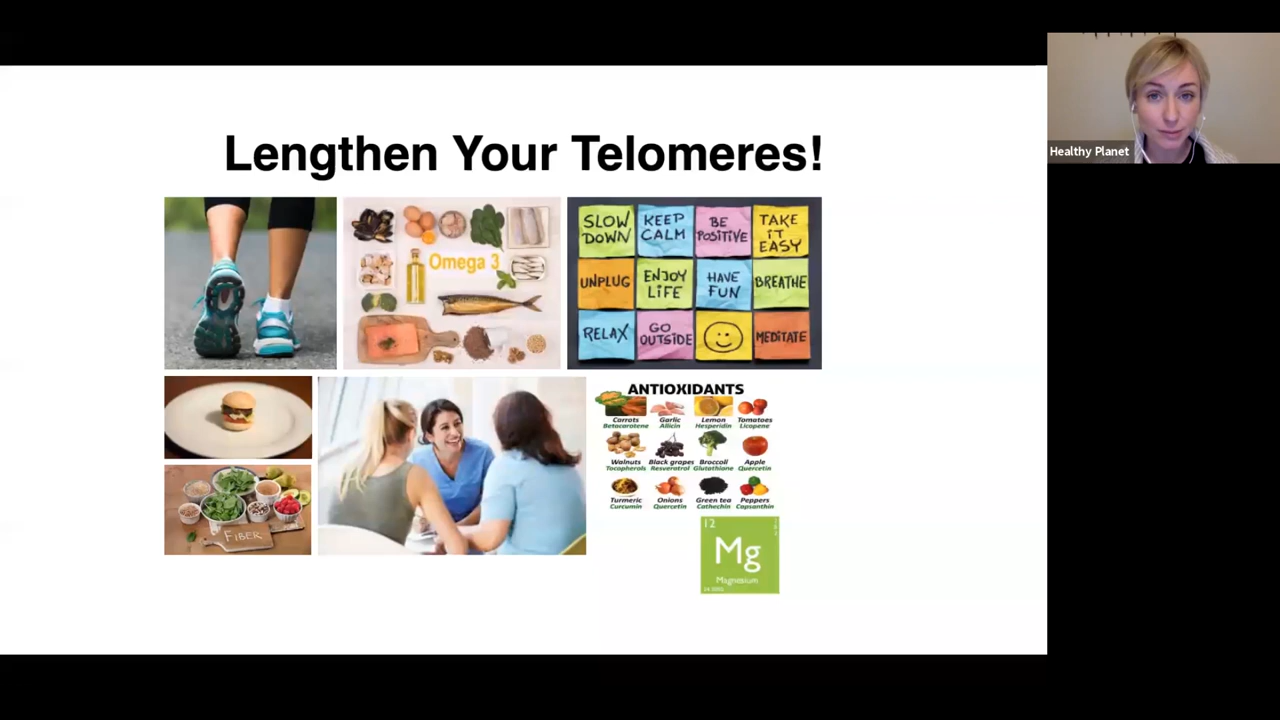 Lengthen Your Telomeres!
Healthy Planet
Omega 3
SLOW DOWN
KEEP CALM
BE POSITIVE
TAKE IT EASY
UNPLUG
ENJOY LIFE
HAVE FUN
BREATHE
RELAX
GO OUTSIDE
MEDITATE
FIBER
ANTIOXIDANTS
Carrots
Betacarotene
Garlic
Allicin
Lemon
Hesperidin
Tomatoes
Licopene
Walnuts
Tocopherols
Black grapes
Resveratrol
Broccoli
Glutathione
Apple
Quercetin
Turmeric
Curcumin
Onions
Quercetin
Green tea
Cathechin
Peppers
Capsanthin
12
Mg
Magnesium